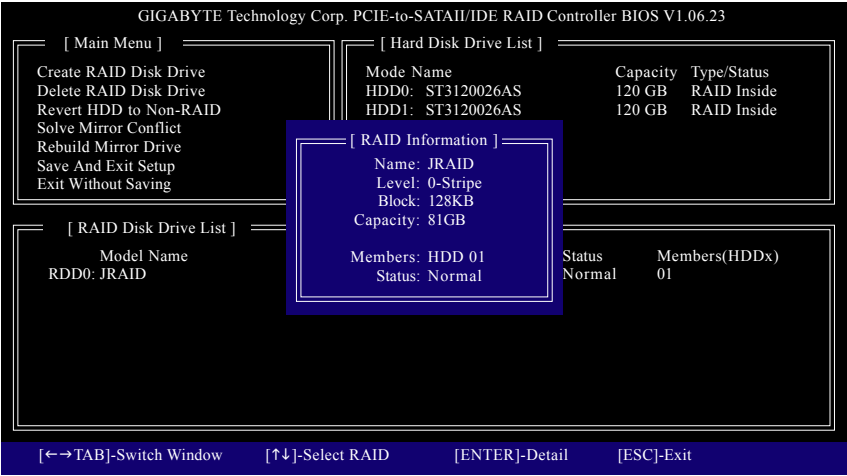 GIGABYTE Technology Corp. PCIE-to-SATAII/IDE RAID Controller BIOS V1.06.23
[ Main Menu ]
Create RAID Disk Drive
Delete RAID Disk Drive
Revert HDD to Non-RAID
Solve Mirror Conflict
Rebuild Mirror Drive
Save And Exit Setup
Exit Without Saving
[ Hard Disk Drive List ]
Mode Name Capacity Type/Status
HDD0: ST3120026AS 120 GB RAID Inside
HDD1: ST3120026AS 120 GB RAID Inside
[ RAID Information ]
Name: JRAID
Level: 0-Stripe
Block: 128KB
Capacity: 81GB
Members: HDD 01
Status: Normal
[ RAID Disk Drive List ]
Model Name Status Members(HDDx)
RDD0: JRAID Normal 01
[←→TAB]-Switch Window [↑↓]-Select RAID [ENTER]-Detail [ESC]-Exit